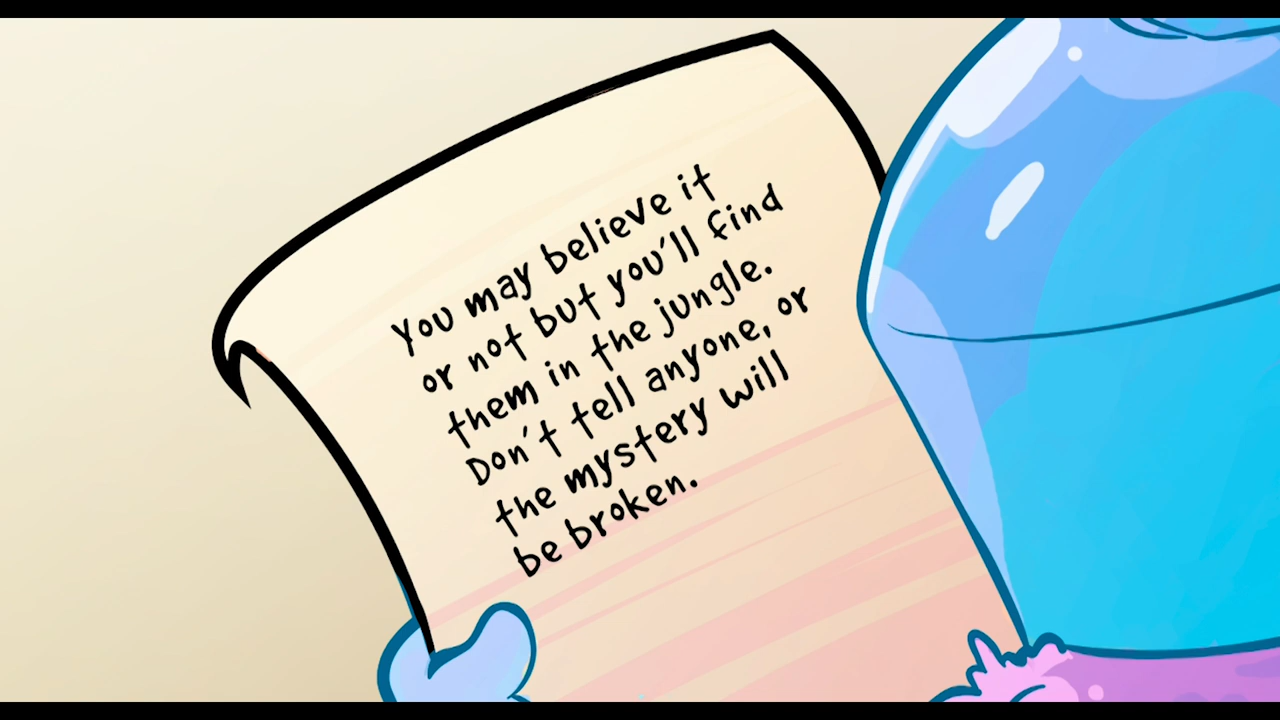 You may believe it
or not but you'll find
them in the jungle.
Don't tell anyone, or
the mystery will
be broken.